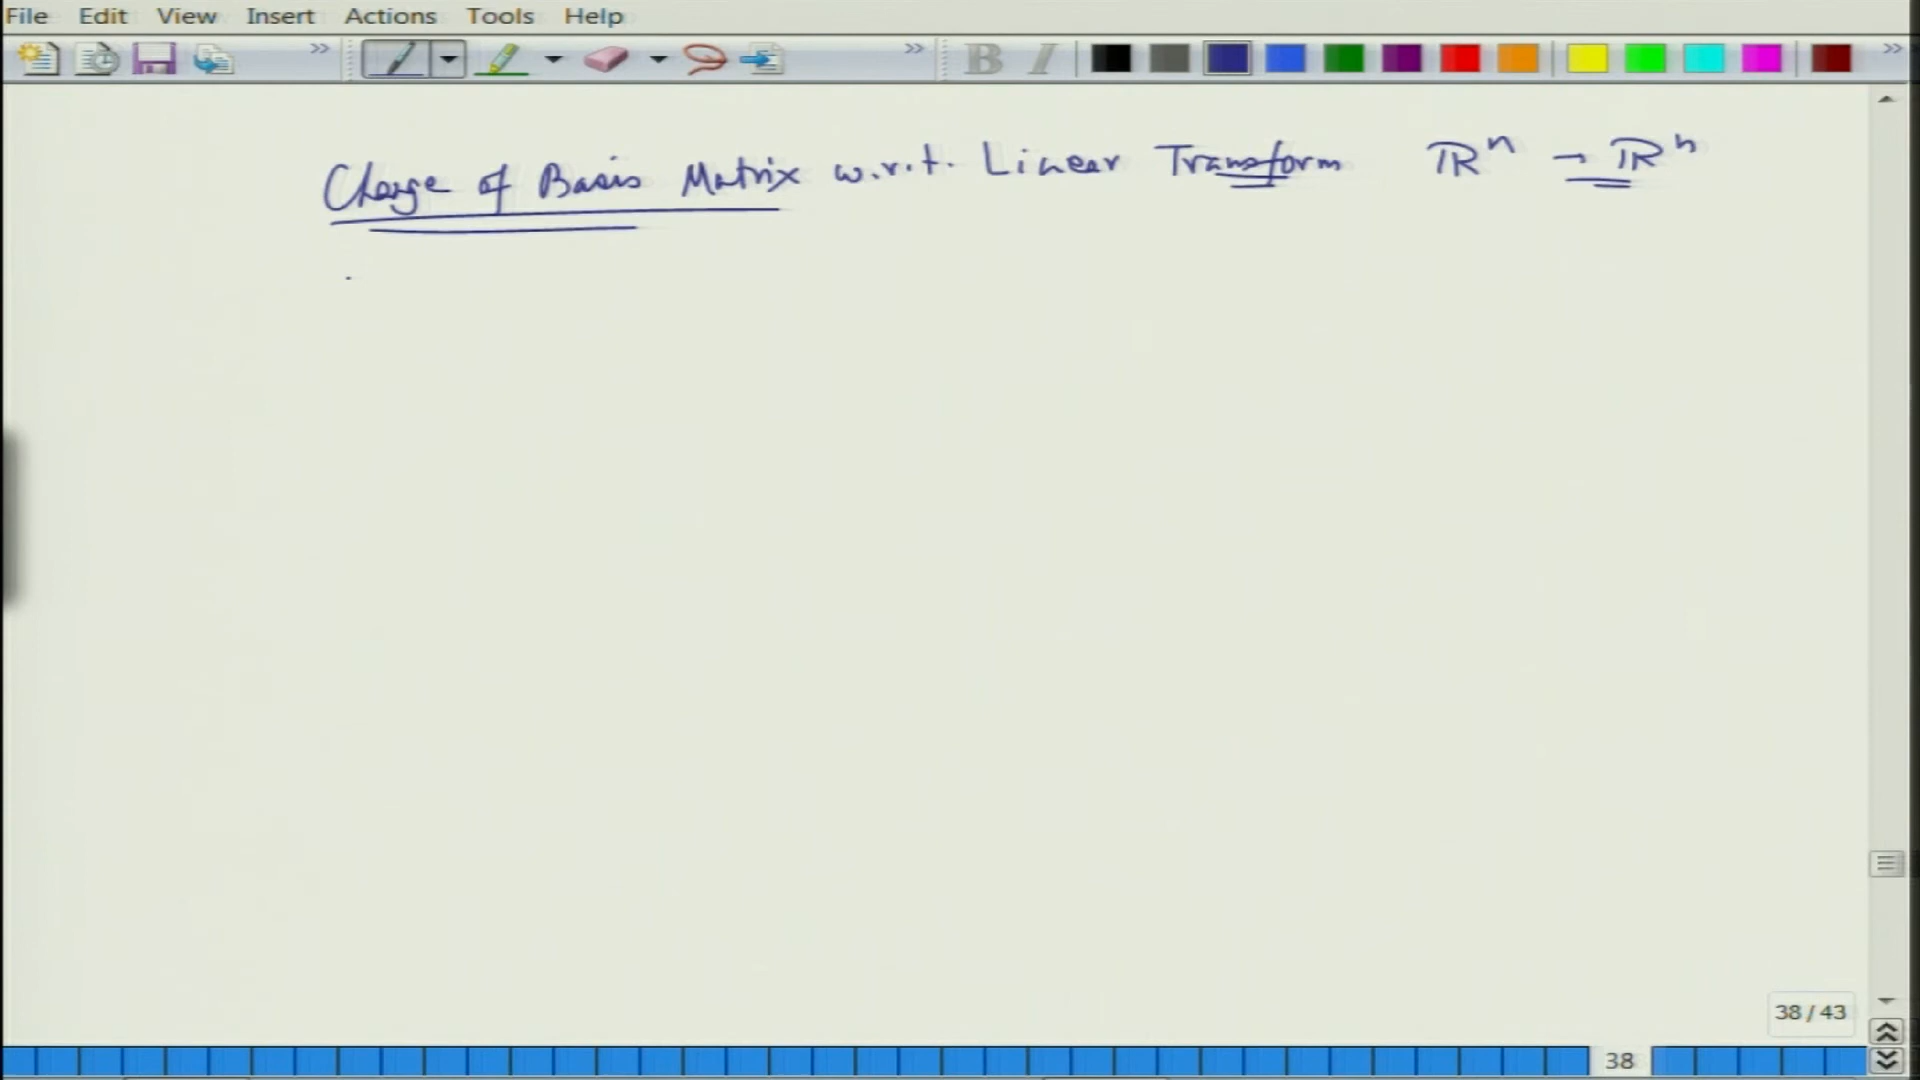 File Edit View Insert Actions Tools Help
B I
Change of Basis Matrix w.r.t. Linear Transform ℝⁿ → ℝⁿ
38 / 43
38